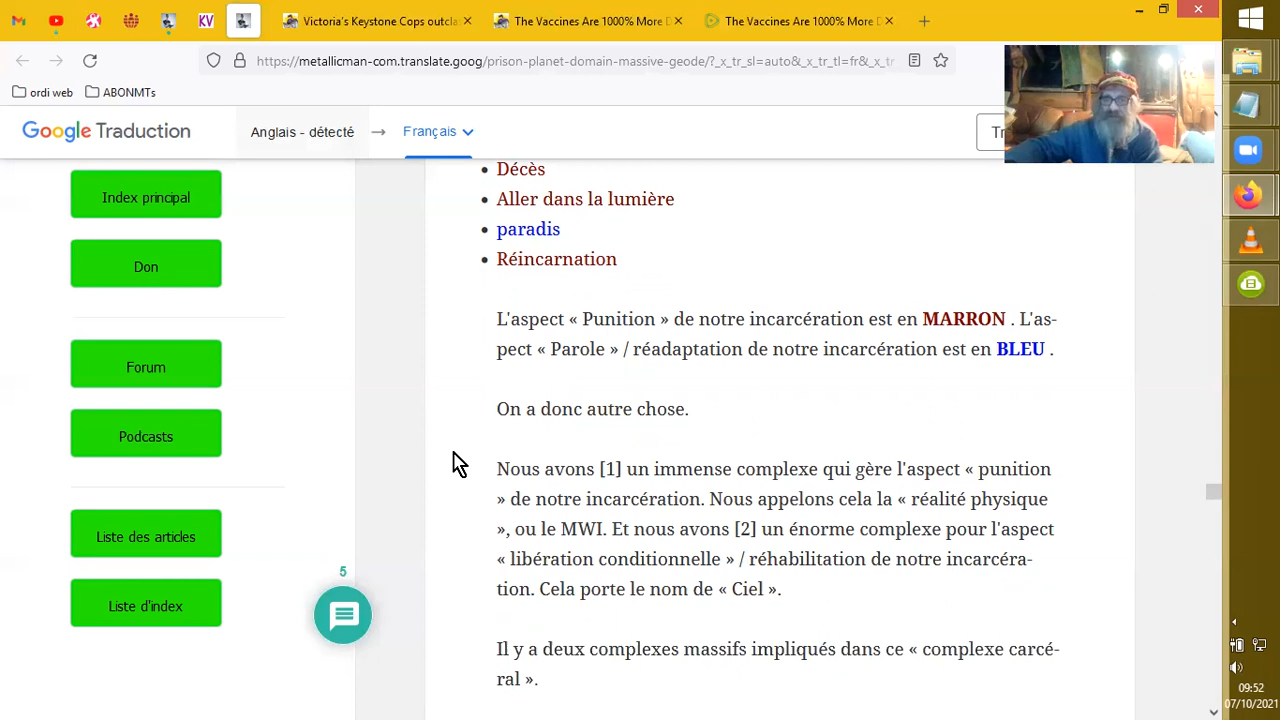 Victoria's Keystone Cops outcla
The Vaccines Are 1000% More D
The Vaccines Are 1000% More D
KV
https://metallicman-com.translate.goog/prison-planet-domain-massive-geode/?_x_tr_sl=auto&_x_tr_tl=fr&_x_tr
ordi web
ABONMTs
Google Traduction
Anglais - détecté
Français
Tr
Index principal
Don
Forum
Podcasts
Liste des articles
Liste d'index
5
• Décès
• Aller dans la lumière
• paradis
• Réincarnation
L'aspect « Punition » de notre incarcération est en MARRON . L'as-
pect « Parole » / réadaptation de notre incarcération est en BLEU .
On a donc autre chose.
Nous avons [1] un immense complexe qui gère l'aspect « punition
» de notre incarcération. Nous appelons cela la « réalité physique
», ou le MWI. Et nous avons [2] un énorme complexe pour l'aspect
« libération conditionnelle » / réhabilitation de notre incarcéra-
tion. Cela porte le nom de « Ciel ».
Il y a deux complexes massifs impliqués dans ce « complexe carcé-
ral ».
09:52
07/10/2021